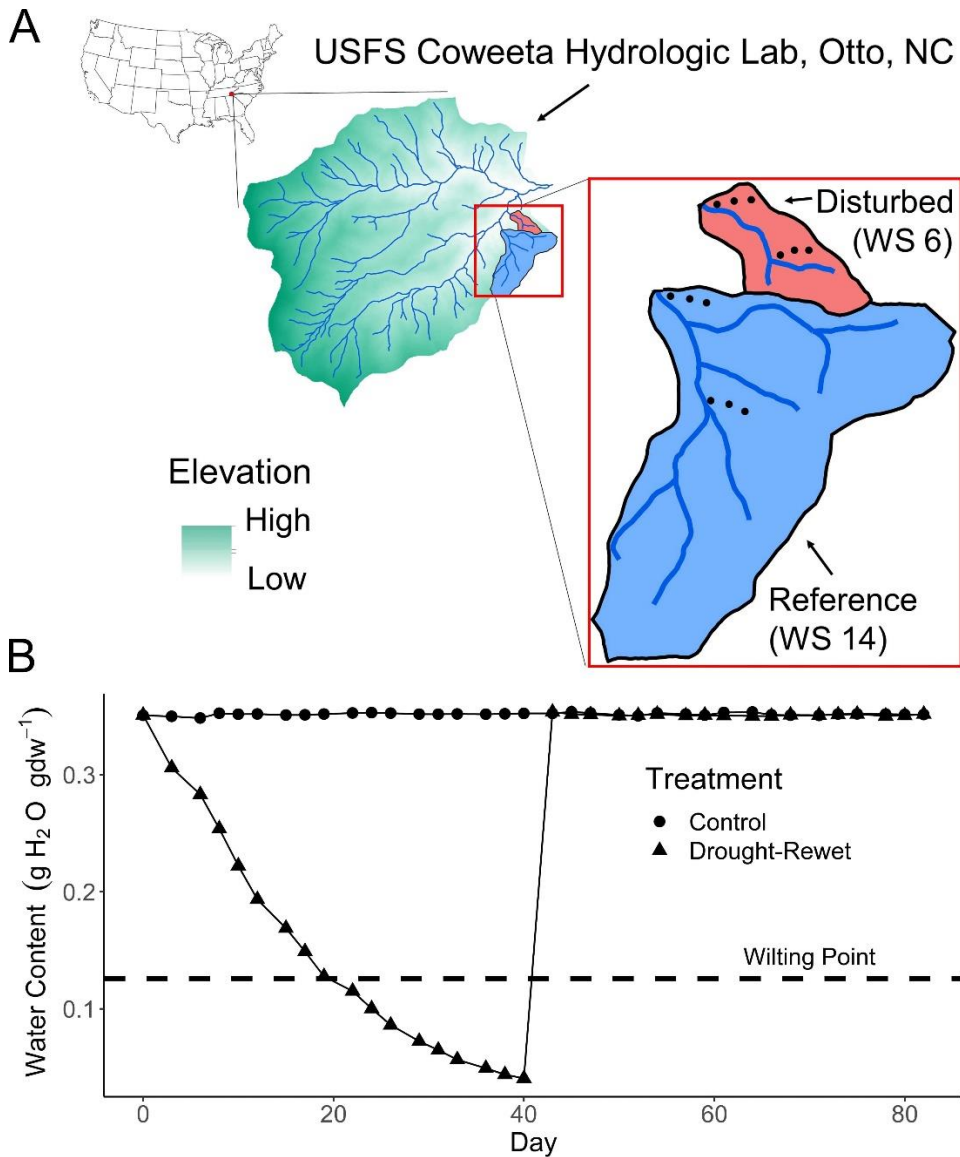 A
USFS Coweeta Hydrologic Lab, Otto, NC
Disturbed
(WS 6)
Elevation
High
Low
Reference
(WS 14)
B
Water Content (g H₂O gdw⁻¹)
0.3
0.2
0.1
Treatment
Control
Drought-Rewet
Wilting Point
0
20
40
60
80
Day